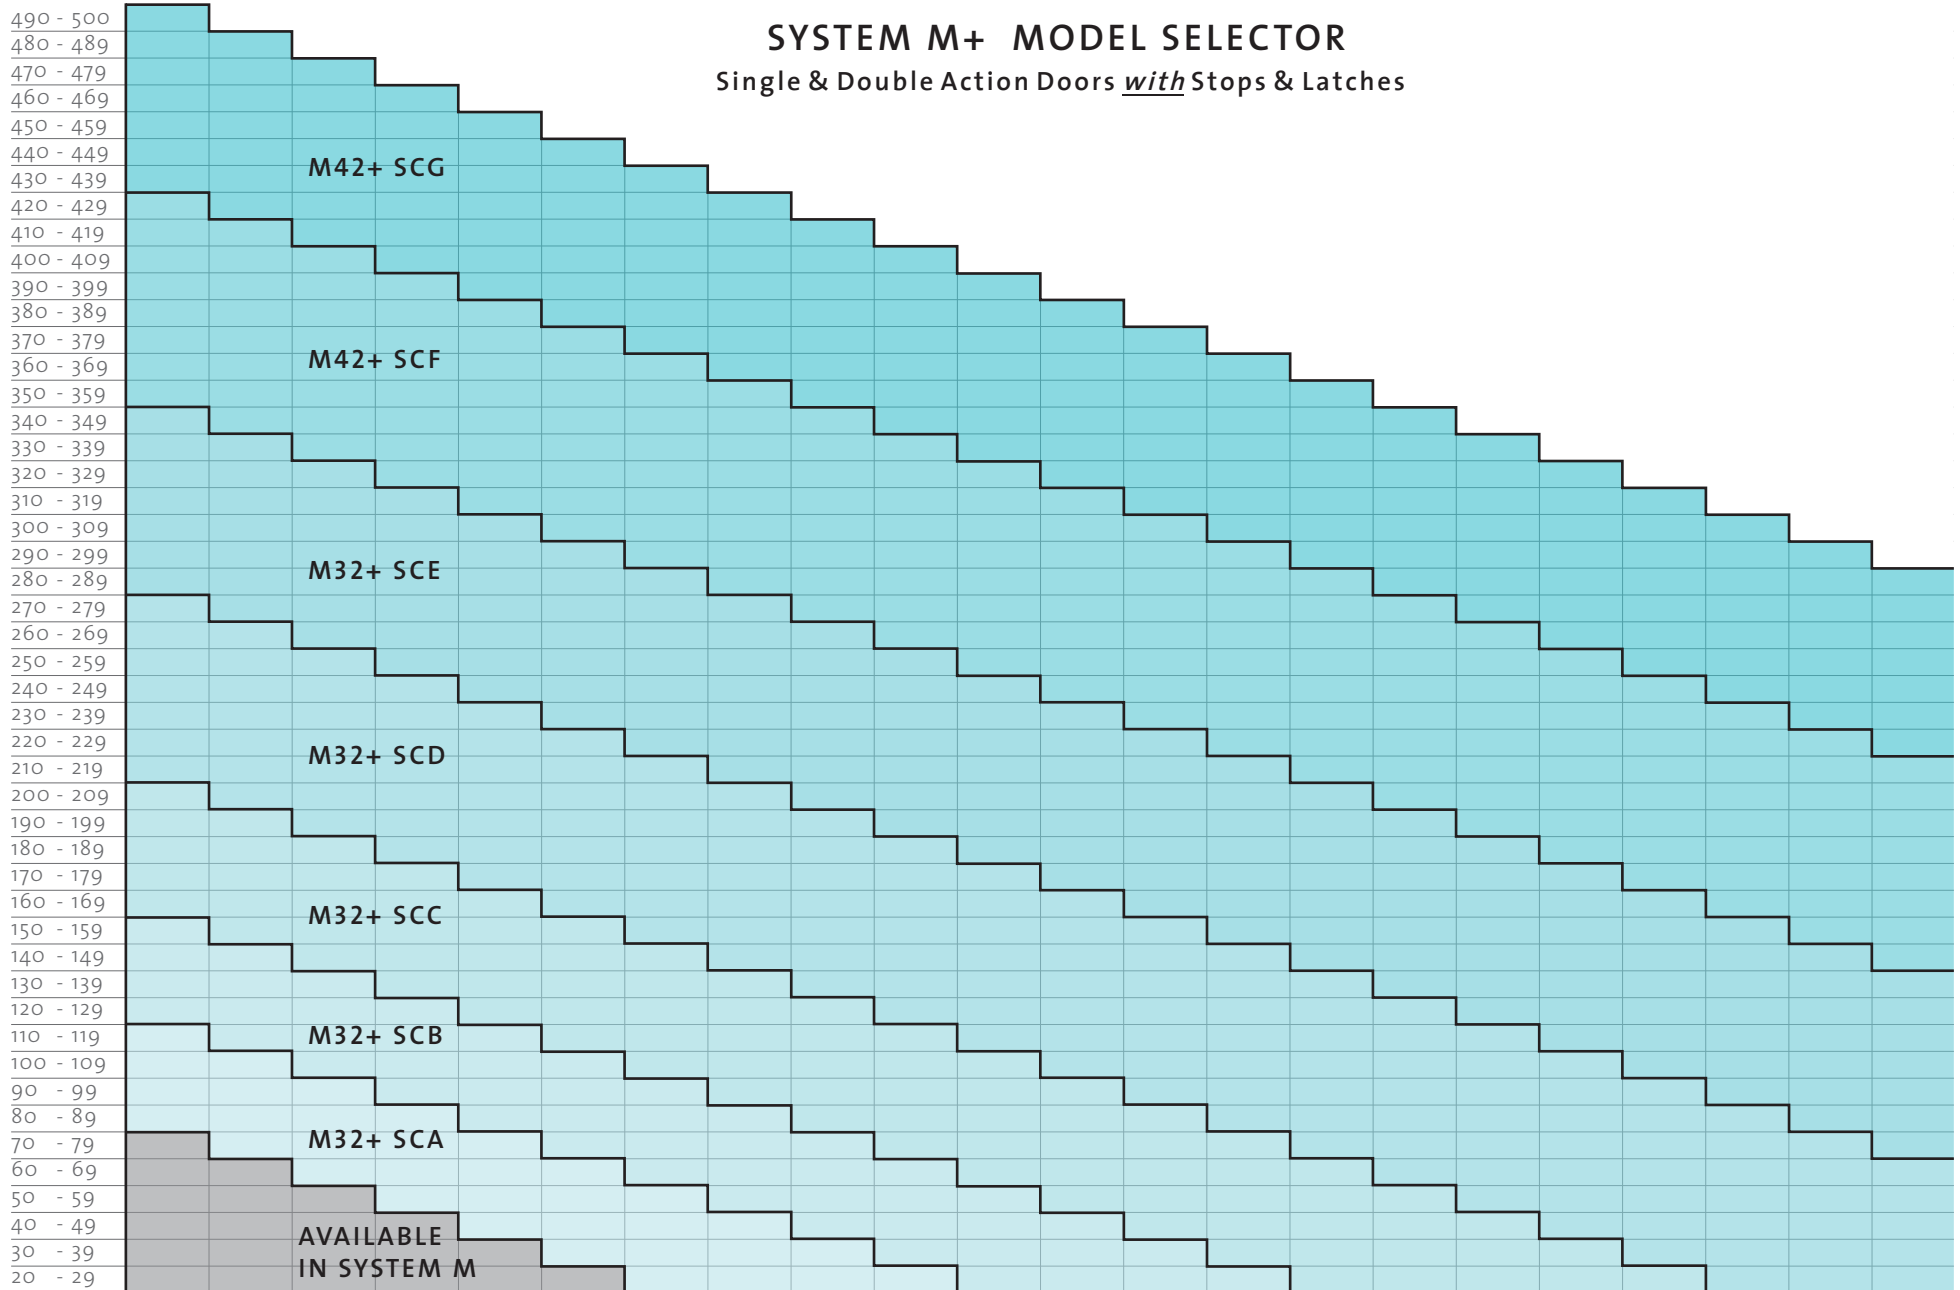 SYSTEM M+ MODEL SELECTOR
Single & Double Action Doors with Stops & Latches
490 - 500
480 - 489
470 - 479
460 - 469
450 - 459
440 - 449
M42+ SCG
430 - 439
420 - 429
410 - 419
400 - 409
390 - 399
380 - 389
370 - 379
M42+ SCF
360 - 369
350 - 359
340 - 349
330 - 339
320 - 329
310 - 319
300 - 309
290 - 299
M32+ SCE
280 - 289
270 - 279
260 - 269
250 - 259
240 - 249
230 - 239
220 - 229
M32+ SCD
210 - 219
200 - 209
190 - 199
180 - 189
170 - 179
160 - 169
M32+ SCC
150 - 159
140 - 149
130 - 139
120 - 129
110 - 119
M32+ SCB
100 - 109
90 - 99
80 - 89
M32+ SCA
70 - 79
60 - 69
50 - 59
40 - 49
AVAILABLE
30 - 39
IN SYSTEM M
20 - 29